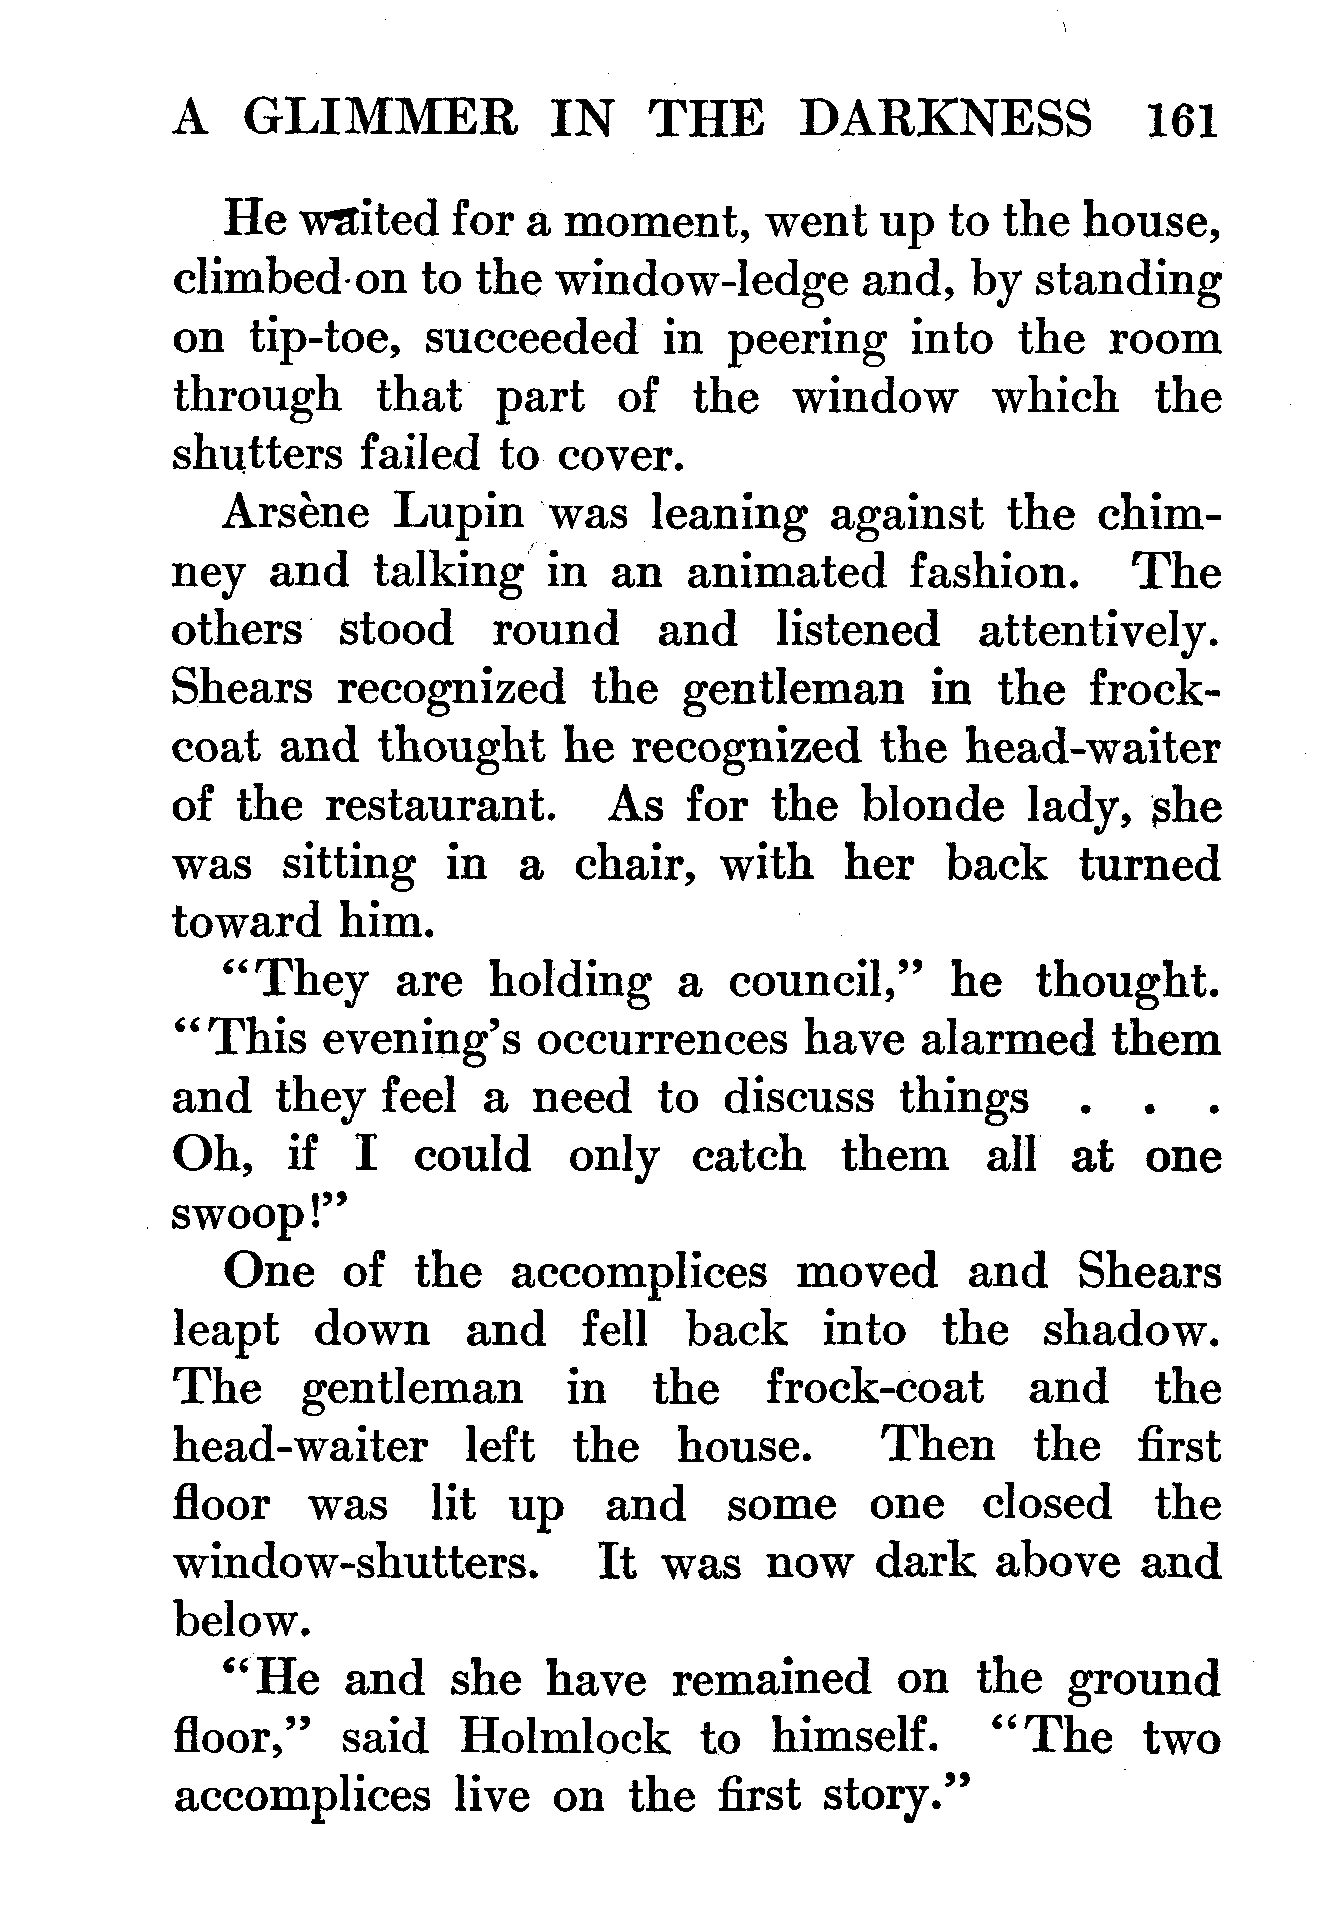 A GLIMMER IN THE DARKNESS 161
He waited for a moment, went up to the house,
climbed on to the window-ledge and, by standing
on tip-toe, succeeded in peering into the room
through that part of the window which the
shutters failed to cover.
Arsène Lupin was leaning against the chim-
ney and talking in an animated fashion. The
others stood round and listened attentively.
Shears recognized the gentleman in the frock-
coat and thought he recognized the head-waiter
of the restaurant. As for the blonde lady, she
was sitting in a chair, with her back turned
toward him.
“They are holding a council,” he thought.
“This evening’s occurrences have alarmed them
and they feel a need to discuss things . . .
Oh, if I could only catch them all at one
swoop!”
One of the accomplices moved and Shears
leapt down and fell back into the shadow.
The gentleman in the frock-coat and the
head-waiter left the house. Then the first
floor was lit up and some one closed the
window-shutters. It was now dark above and
below.
“He and she have remained on the ground
floor,” said Holmlock to himself. “The two
accomplices live on the first story.”